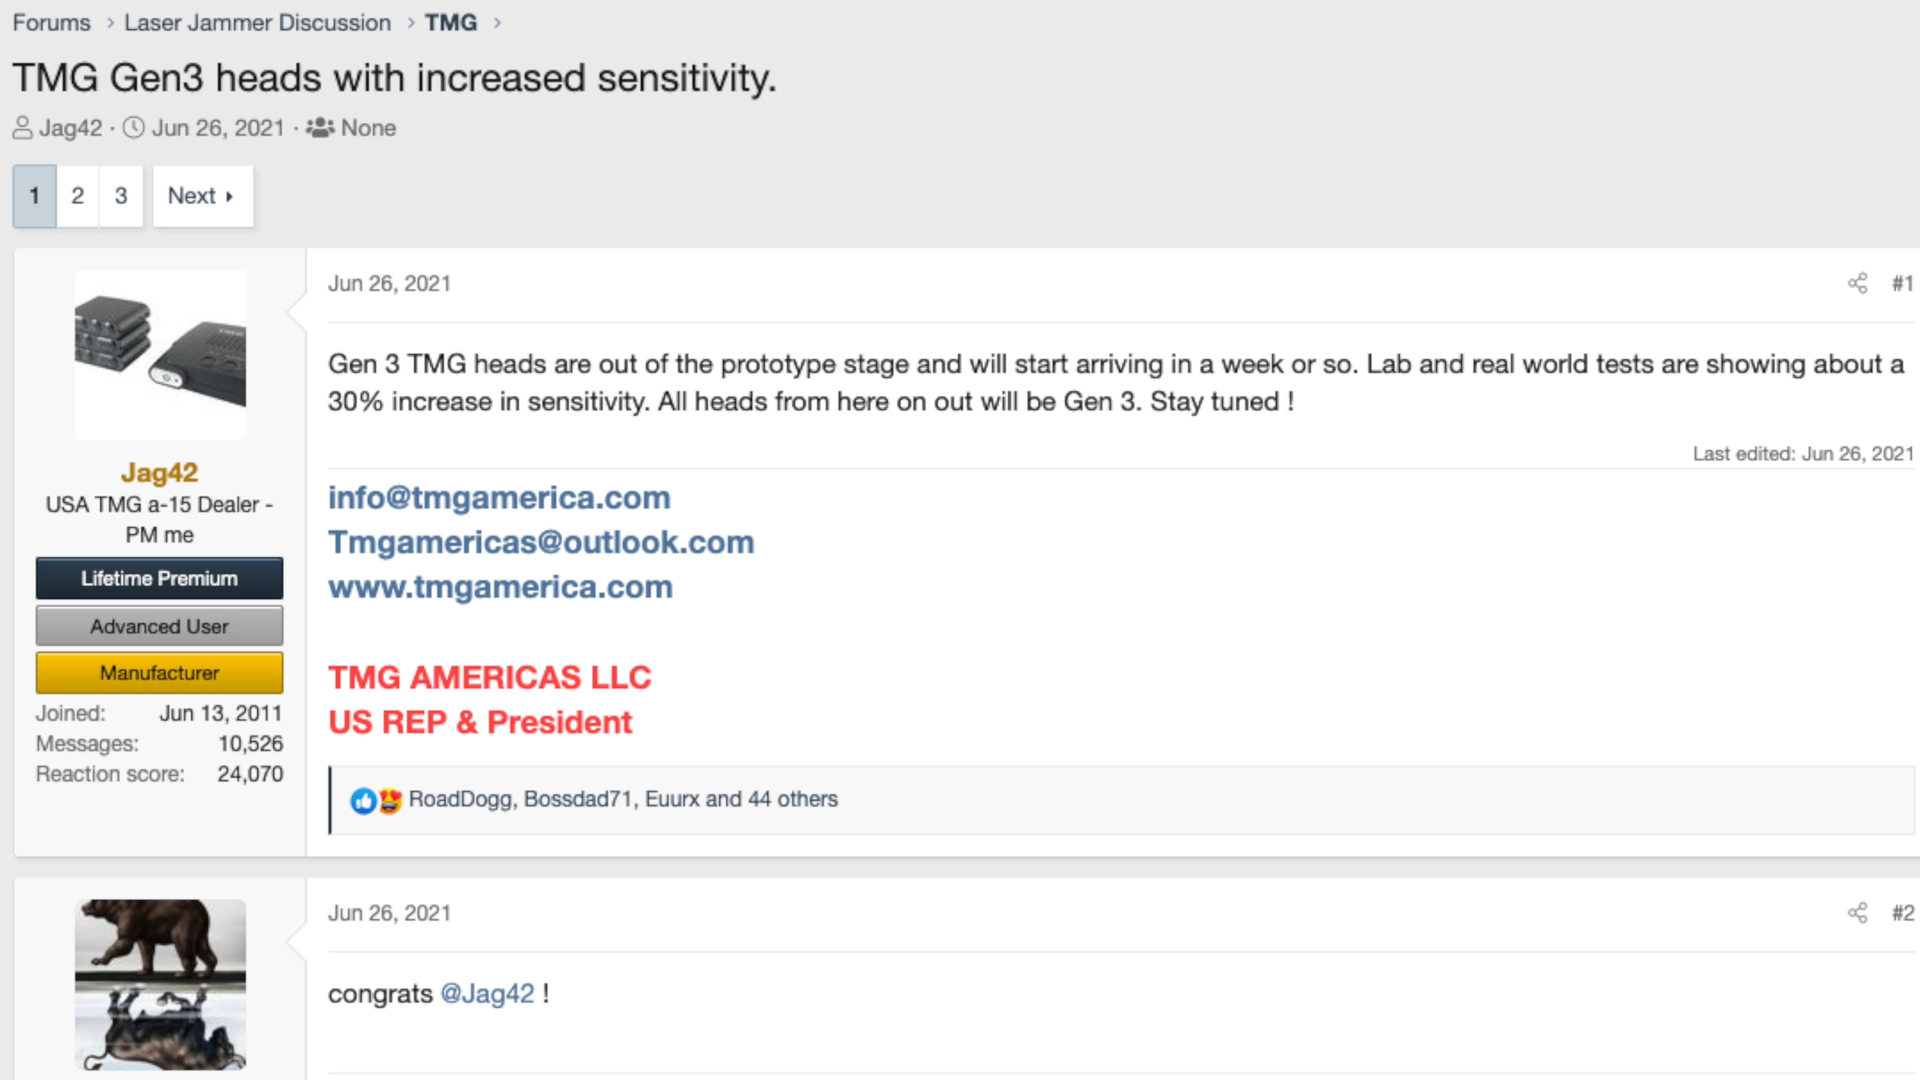 Forums > Laser Jammer Discussion > TMG >
TMG Gen3 heads with increased sensitivity.
Jag42 · Jun 26, 2021 · None
1 2 3 Next
Jun 26, 2021 #1
Gen 3 TMG heads are out of the prototype stage and will start arriving in a week or so. Lab and real world tests are showing about a
30% increase in sensitivity. All heads from here on out will be Gen 3. Stay tuned !
Last edited: Jun 26, 2021
Jag42
USA TMG a-15 Dealer -
PM me
Lifetime Premium
Advanced User
Manufacturer
Joined: Jun 13, 2011
Messages: 10,526
Reaction score: 24,070
info@tmgamerica.com
Tmgamericas@outlook.com
www.tmgamerica.com
TMG AMERICAS LLC
US REP & President
RoadDogg, Bossdad71, Euurx and 44 others
Jun 26, 2021 #2
congrats @Jag42 !